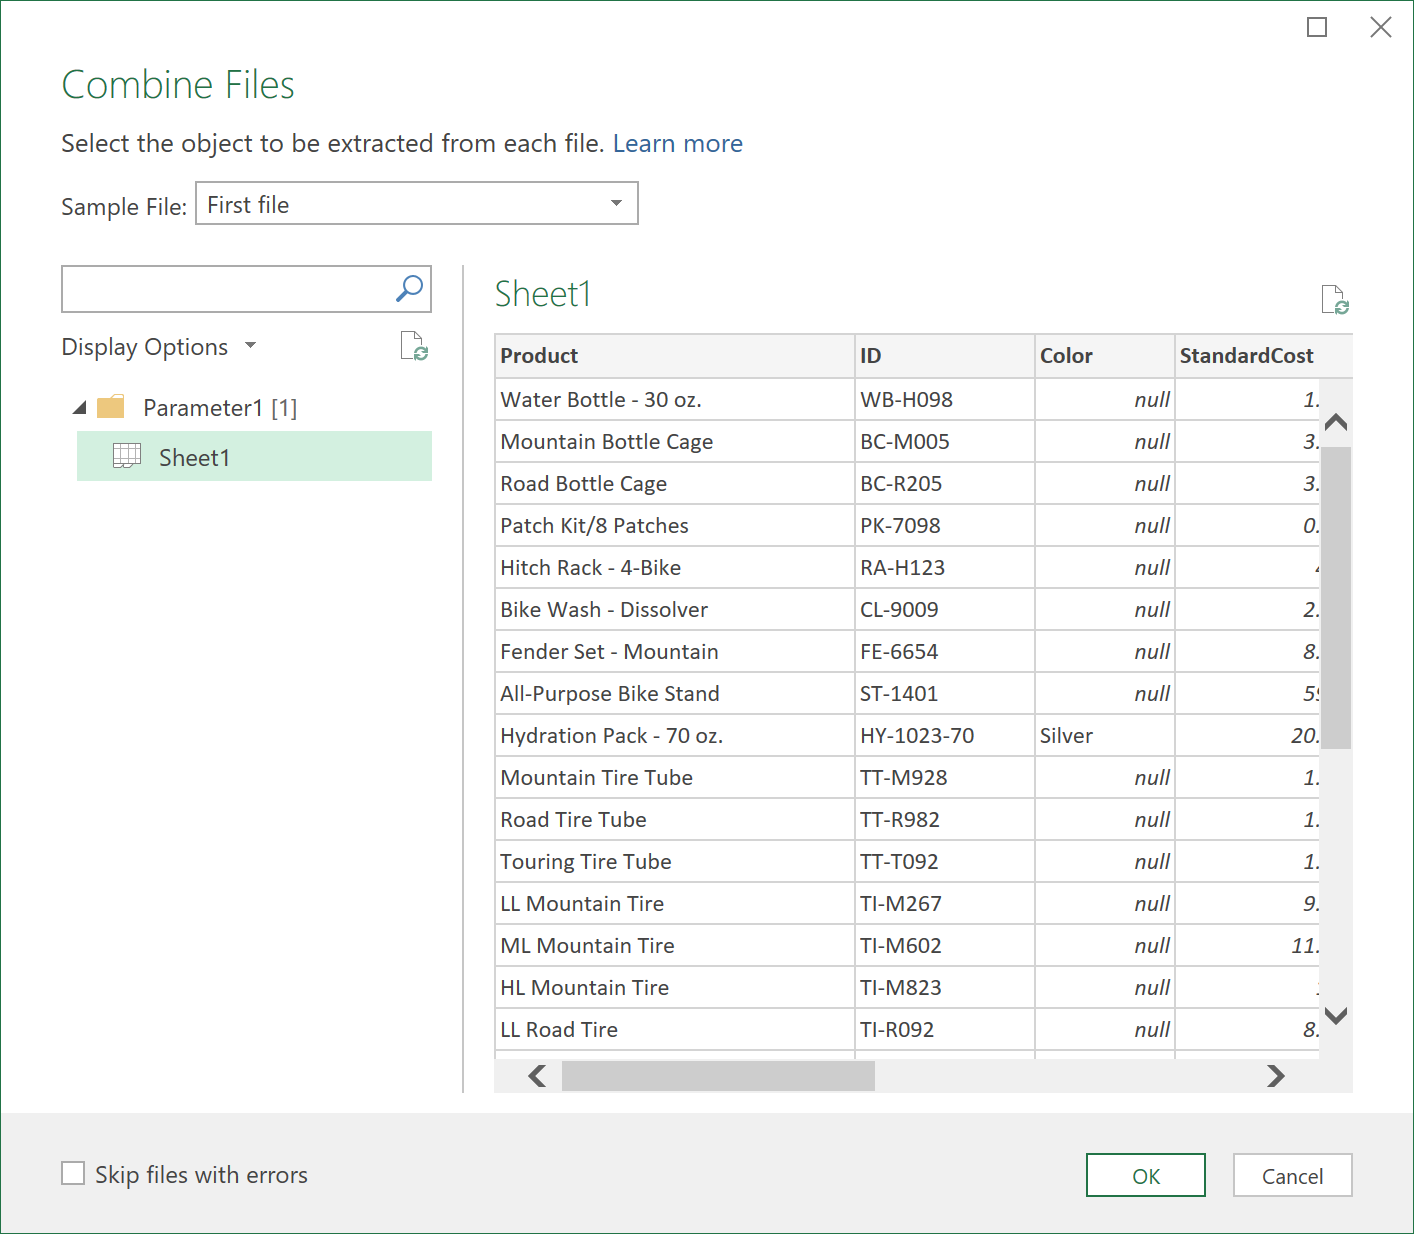 Combine Files
Select the object to be extracted from each file. Learn more
Sample File: First file
Display Options
Parameter1 [1]
Sheet1
Sheet1
Product ID Color StandardCost
Water Bottle - 30 oz. WB-H098 null 1.
Mountain Bottle Cage BC-M005 null 3.
Road Bottle Cage BC-R205 null 3.
Patch Kit/8 Patches PK-7098 null 0.
Hitch Rack - 4-Bike RA-H123 null
Bike Wash - Dissolver CL-9009 null 2.
Fender Set - Mountain FE-6654 null 8.
All-Purpose Bike Stand ST-1401 null 59
Hydration Pack - 70 oz. HY-1023-70 Silver 20.
Mountain Tire Tube TT-M928 null 1.
Road Tire Tube TT-R982 null 1.
Touring Tire Tube TT-T092 null 1.
LL Mountain Tire TI-M267 null 9.
ML Mountain Tire TI-M602 null 11.
HL Mountain Tire TI-M823 null
LL Road Tire TI-R092 null 8.
Skip files with errors
OK Cancel